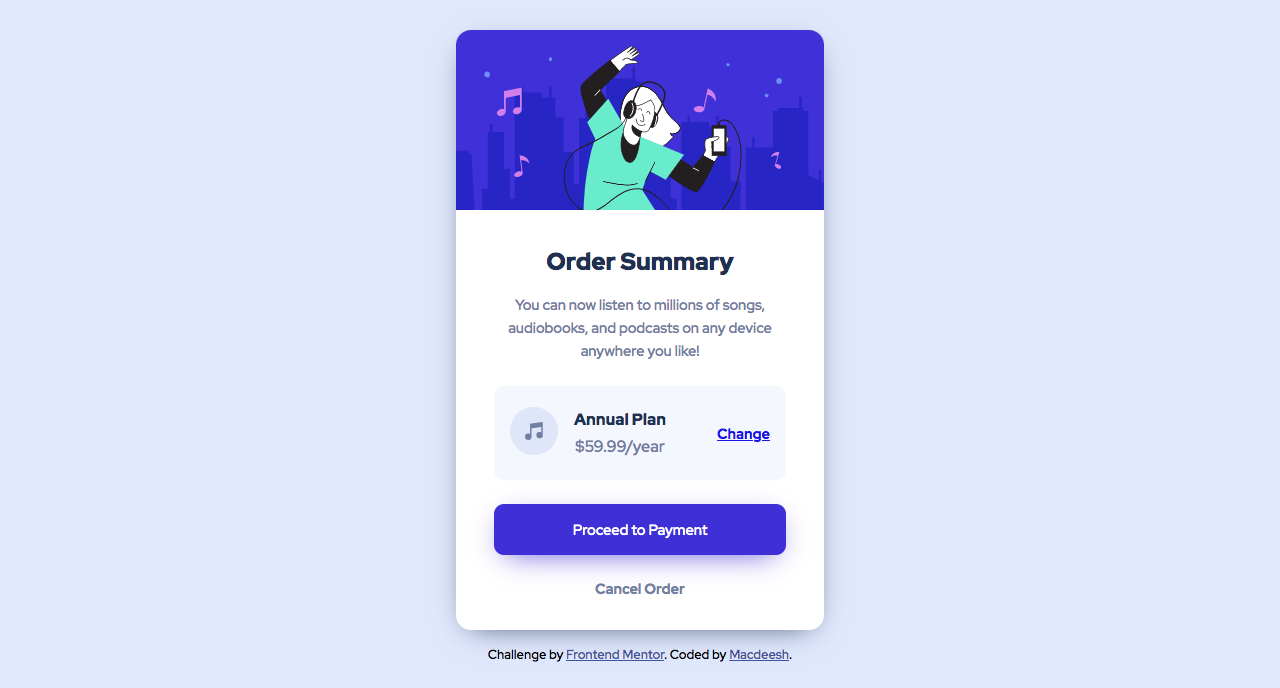 Order Summary
You can now listen to millions of songs,
audiobooks, and podcasts on any device
anywhere you like!
Annual Plan
$59.99/year
Change
Proceed to Payment
Cancel Order
Challenge by Frontend Mentor. Coded by Macdeesh.